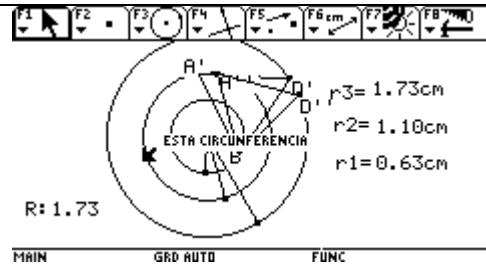 F1 F2 F3 F4 F5 F6 cm F7 F8
A'
D'
D'
r3= 1.73cm
r2= 1.10cm
ESTA CIRCUNFERENCIA
B
r1=0.63cm
R: 1.73
MAIN GRD AUTO FUNC